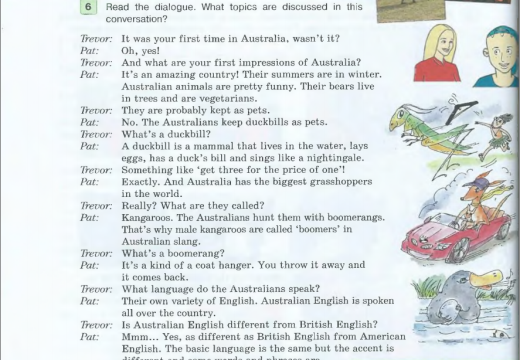 6 Read the dialogue. What topics are discussed in this
conversation?
Trevor: It was your first time in Australia, wasn't it?
Pat: Oh, yes!
Trevor: And what are your first impressions of Australia?
Pat: It's an amazing country! Their summers are in winter.
Australian animals are pretty funny. Their bears live
in trees and are vegetarians.
Trevor: They are probably kept as pets.
Pat: No. The Australians keep duckbills as pets.
Trevor: What's a duckbill?
Pat: A duckbill is a mammal that lives in the water, lays
eggs, has a duck's bill and sings like a nightingale.
Trevor: Something like 'get three for the price of one'!
Pat: Exactly. And Australia has the biggest grasshoppers
in the world.
Trevor: Really? What are they called?
Pat: Kangaroos. The Australians hunt them with boomerangs.
That's why male kangaroos are called 'boomers' in
Australian slang.
Trevor: What's a boomerang?
Pat: It's a kind of a coat hanger. You throw it away and
it comes back.
Trevor: What language do the Australians speak?
Pat: Their own variety of English. Australian English is spoken
all over the country.
Trevor: Is Australian English different from British English?
Pat: Mmm... Yes, as different as British English from American
English. The basic language is the same but the accent is
different and some words and phrases are